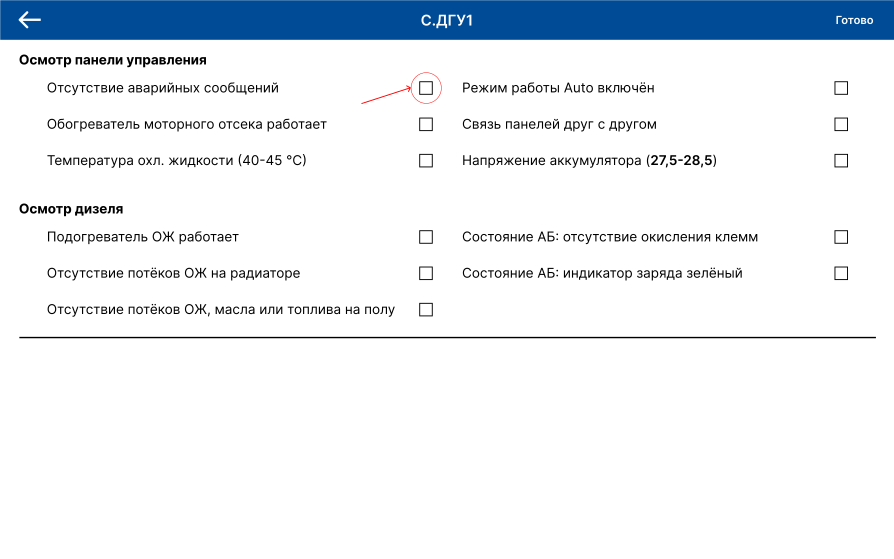 С.ДГУ1
Готово
Осмотр панели управления
Отсутствие аварийных сообщений
Режим работы Auto включён
Обогреватель моторного отсека работает
Связь панелей друг с другом
Температура охл. жидкости (40-45 °C)
Напряжение аккумулятора (27,5-28,5)
Осмотр дизеля
Подогреватель ОЖ работает
Состояние АБ: отсутствие окисления клемм
Отсутствие потёков ОЖ на радиаторе
Состояние АБ: индикатор заряда зелёный
Отсутствие потёков ОЖ, масла или топлива на полу